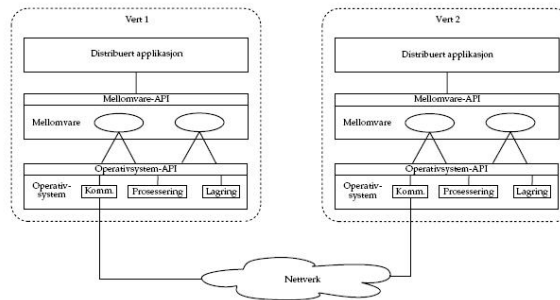 Vert 1
Distribuert applikasjon
Mellomvare-API
Mellomvare
Operativsystem-API
Operativ-
system
Komm.
Prosessering
Lagring
Vert 2
Distribuert applikasjon
Mellomvare-API
Mellomvare
Operativsystem-API
Operativ-
system
Komm.
Prosessering
Lagring
Nettverk